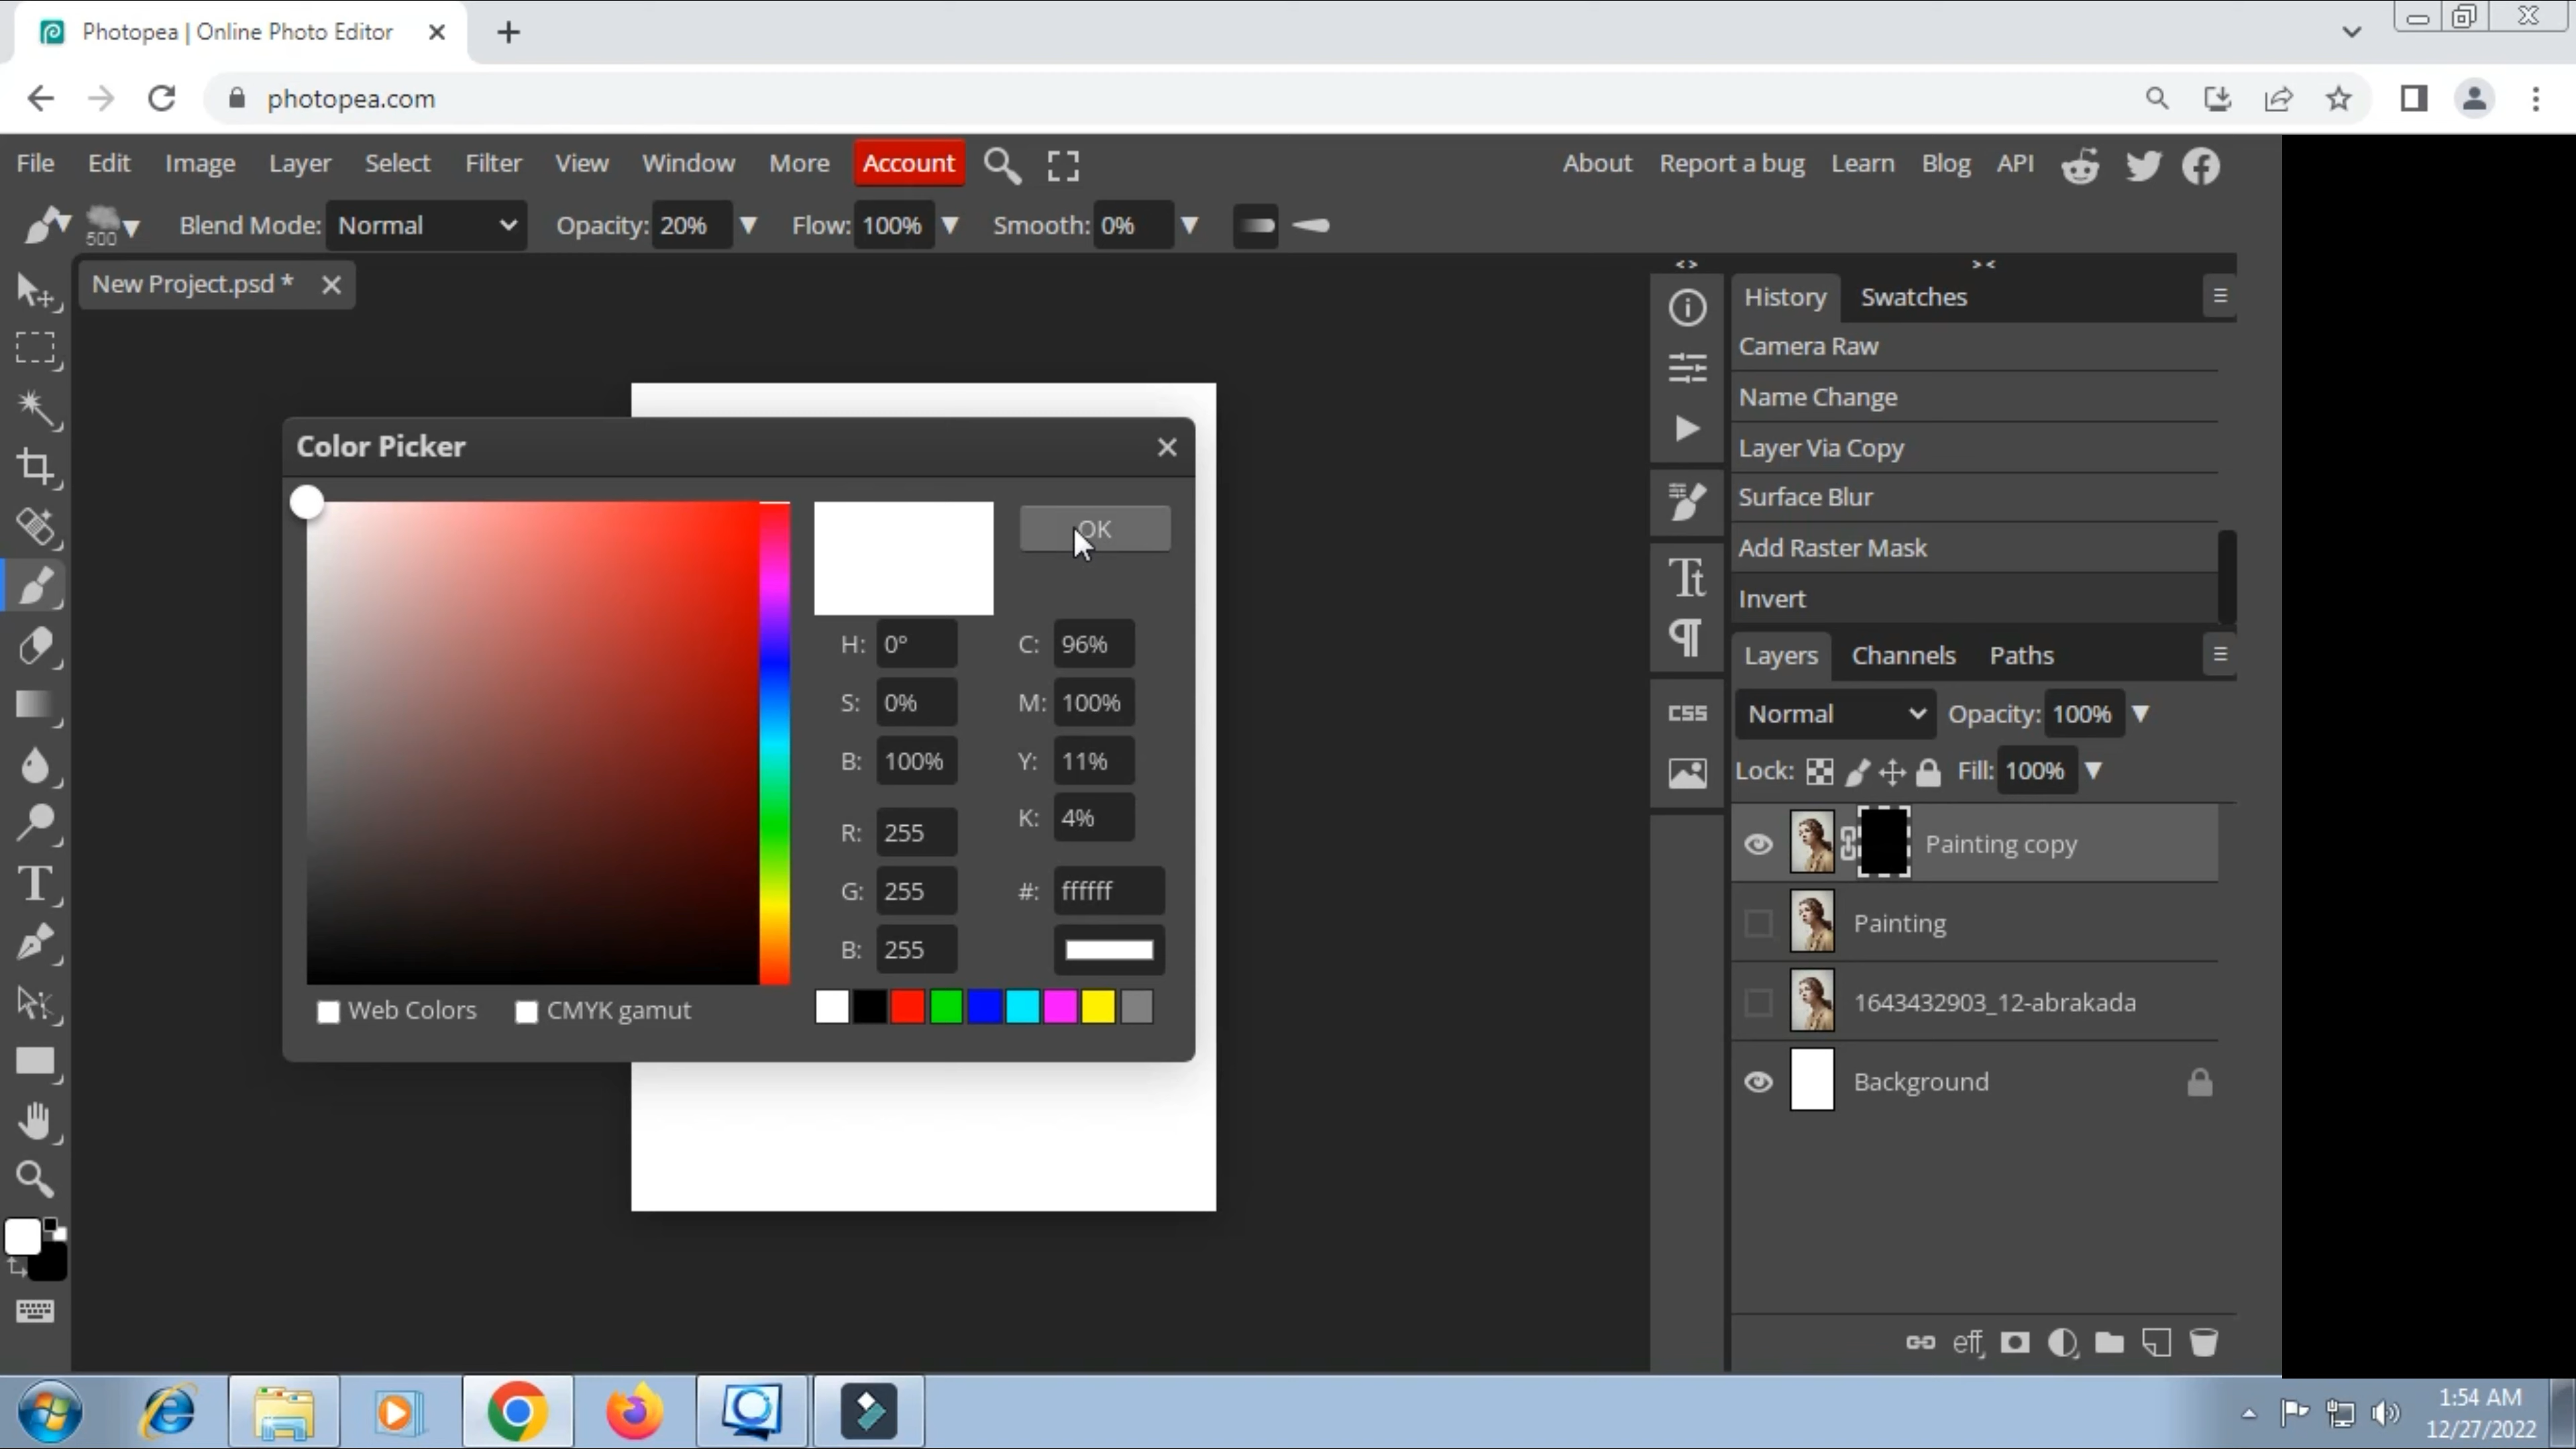 Photopea | Online Photo Editor
photopea.com
File Edit Image Layer Select Filter View Window More Account About Report a bug Learn Blog API
500 Blend Mode: Normal Opacity: 20% Flow: 100% Smooth: 0%
New Project.psd *
History Swatches
Camera Raw
Name Change
Layer Via Copy
Surface Blur
Add Raster Mask
Invert
Color Picker
OK
H: 0° C: 96%
S: 0% M: 100%
B: 100% Y: 11%
K: 4%
R: 255
G: 255 #: ffffff
B: 255
Web Colors CMYK gamut
CSS
Layers Channels Paths
Normal Opacity: 100%
Lock: Fill: 100%
Painting copy
Painting
1643432903_12-abrakada
Background
eff
1:54 AM
12/27/2022